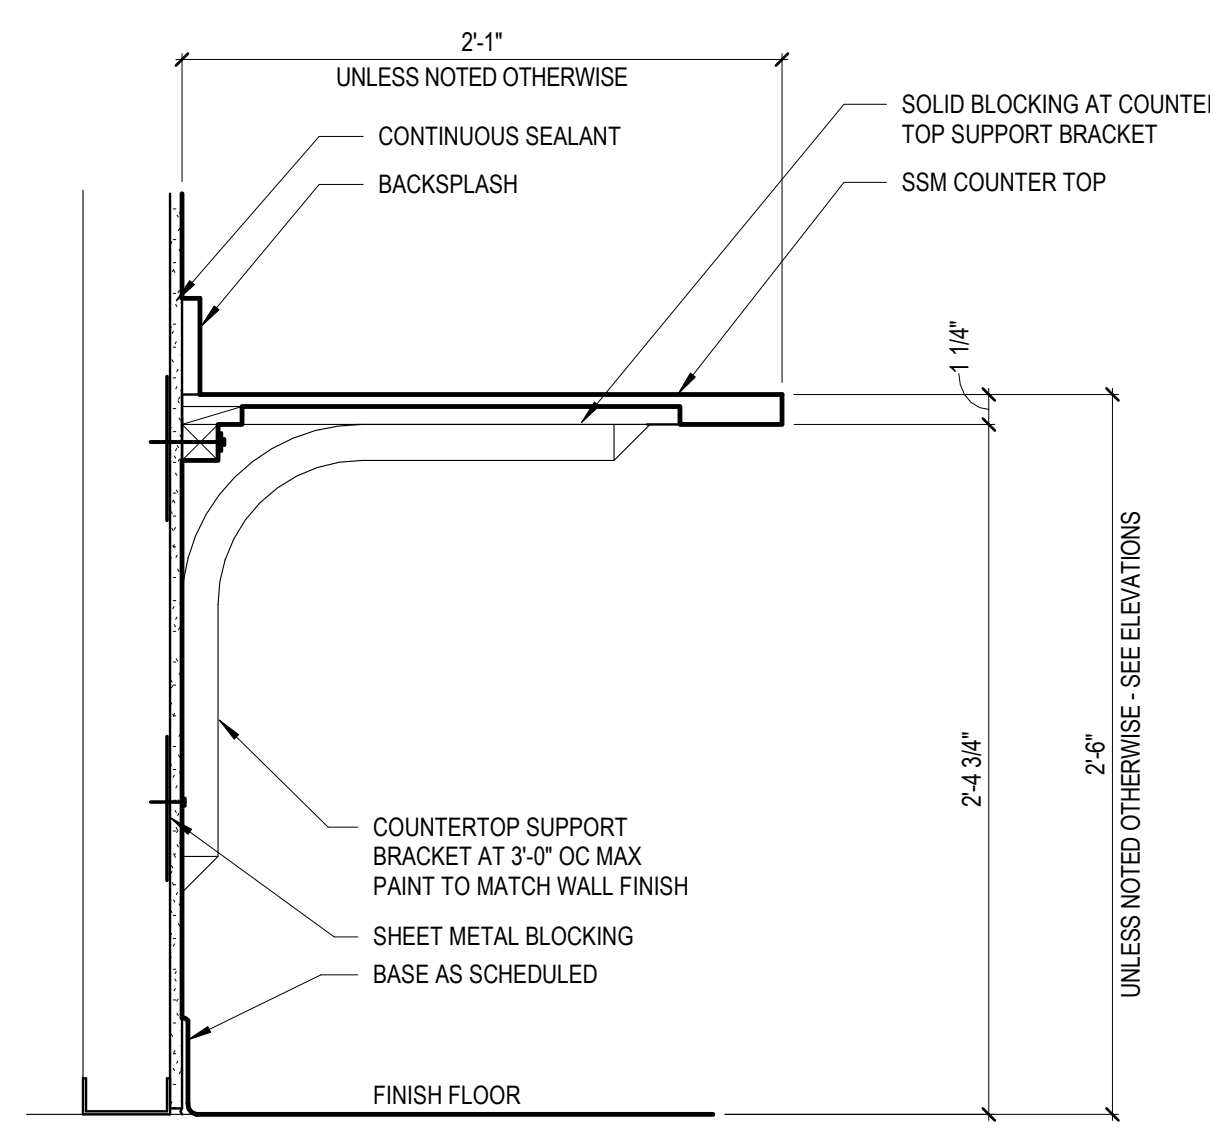 2'-1"
UNLESS NOTED OTHERWISE
SOLID BLOCKING AT COUNTER
TOP SUPPORT BRACKET
CONTINUOUS SEALANT
BACKSPLASH
SSM COUNTER TOP
1 1/4"
2'-4 3/4"
2'-6"
UNLESS NOTED OTHERWISE - SEE ELEVATIONS
COUNTERTOP SUPPORT
BRACKET AT 3'-0" OC MAX
PAINT TO MATCH WALL FINISH
SHEET METAL BLOCKING
BASE AS SCHEDULED
FINISH FLOOR